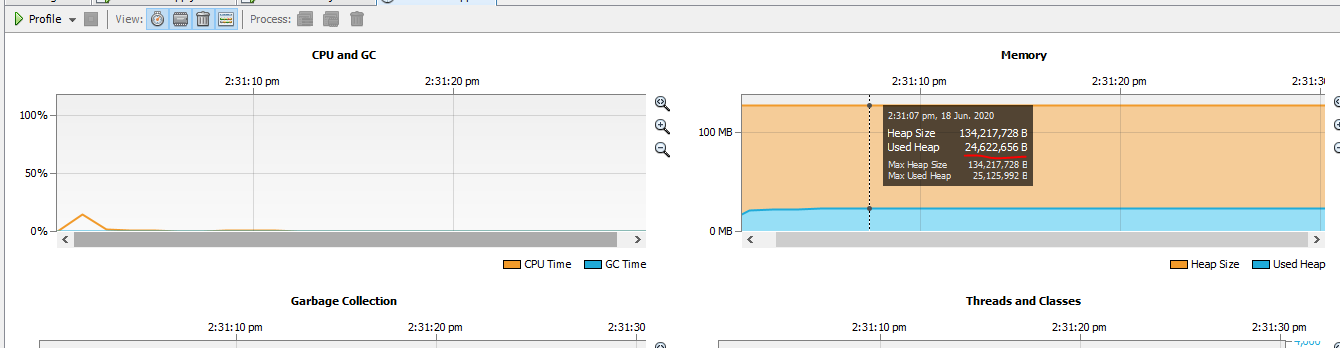 Profile View: Process:
CPU and GC
2:31:10 pm 2:31:20 pm
100%
50%
0%
CPU Time GC Time
Memory
2:31:10 pm 2:31:20 pm 2:31:30
100 MB
0 MB
2:31:07 pm, 18 Jun. 2020
Heap Size 134,217,728 B
Used Heap 24,622,656 B
Max Heap Size 134,217,728 B
Max Used Heap 25,125,992 B
Heap Size Used Heap
Garbage Collection
2:31:10 pm 2:31:20 pm 2:31:30
Threads and Classes
2:31:10 pm 2:31:20 pm 2:31:30 pm